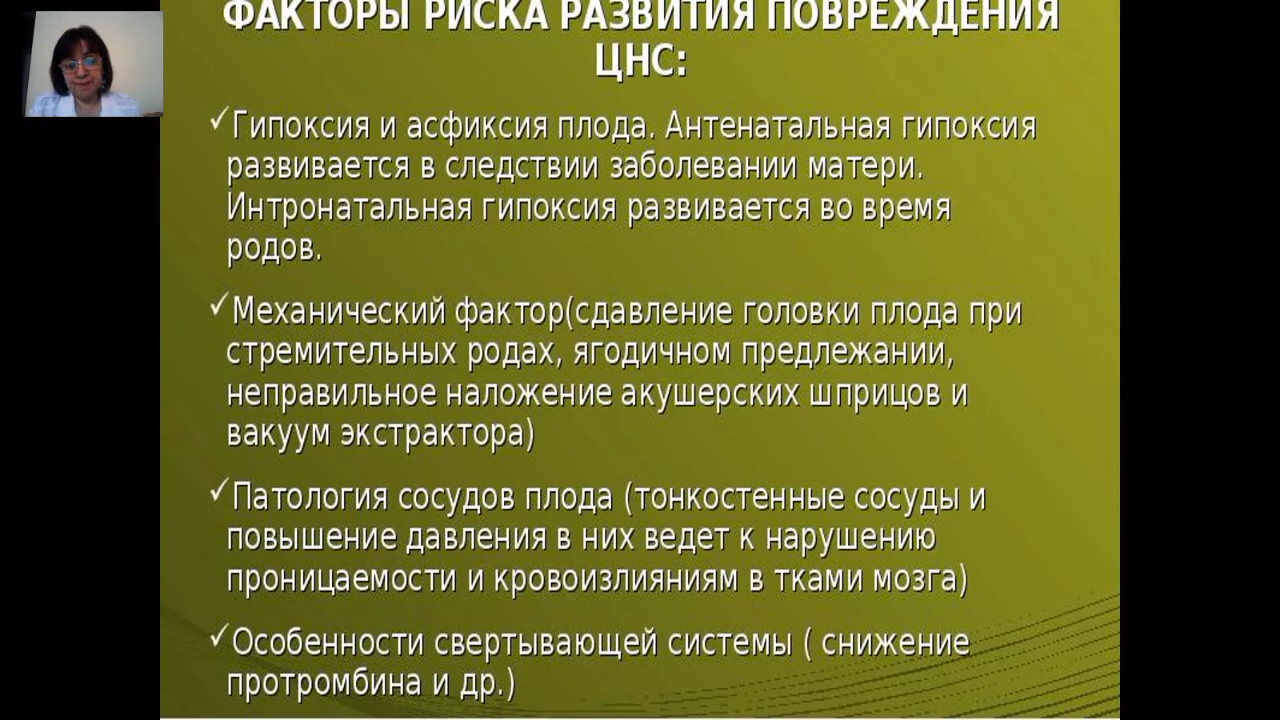 ФАКТОРЫ РИСКА РАЗВИТИЯ ПОВРЕЖДЕНИЯ
ЦНС:
✓Гипоксия и асфиксия плода. Антенатальная гипоксия
развивается в следствии заболевании матери.
Интронатальная гипоксия развивается во время
родов.
✓Механический фактор(сдавление головки плода при
стремительных родах, ягодичном предлежании,
неправильное наложение акушерских шприцов и
вакуум экстрактора)
✓Патология сосудов плода (тонкостенные сосуды и
повышение давления в них ведет к нарушению
проницаемости и кровоизлияниям в тками мозга)
✓Особенности свертывающей системы ( снижение
протромбина и др.)